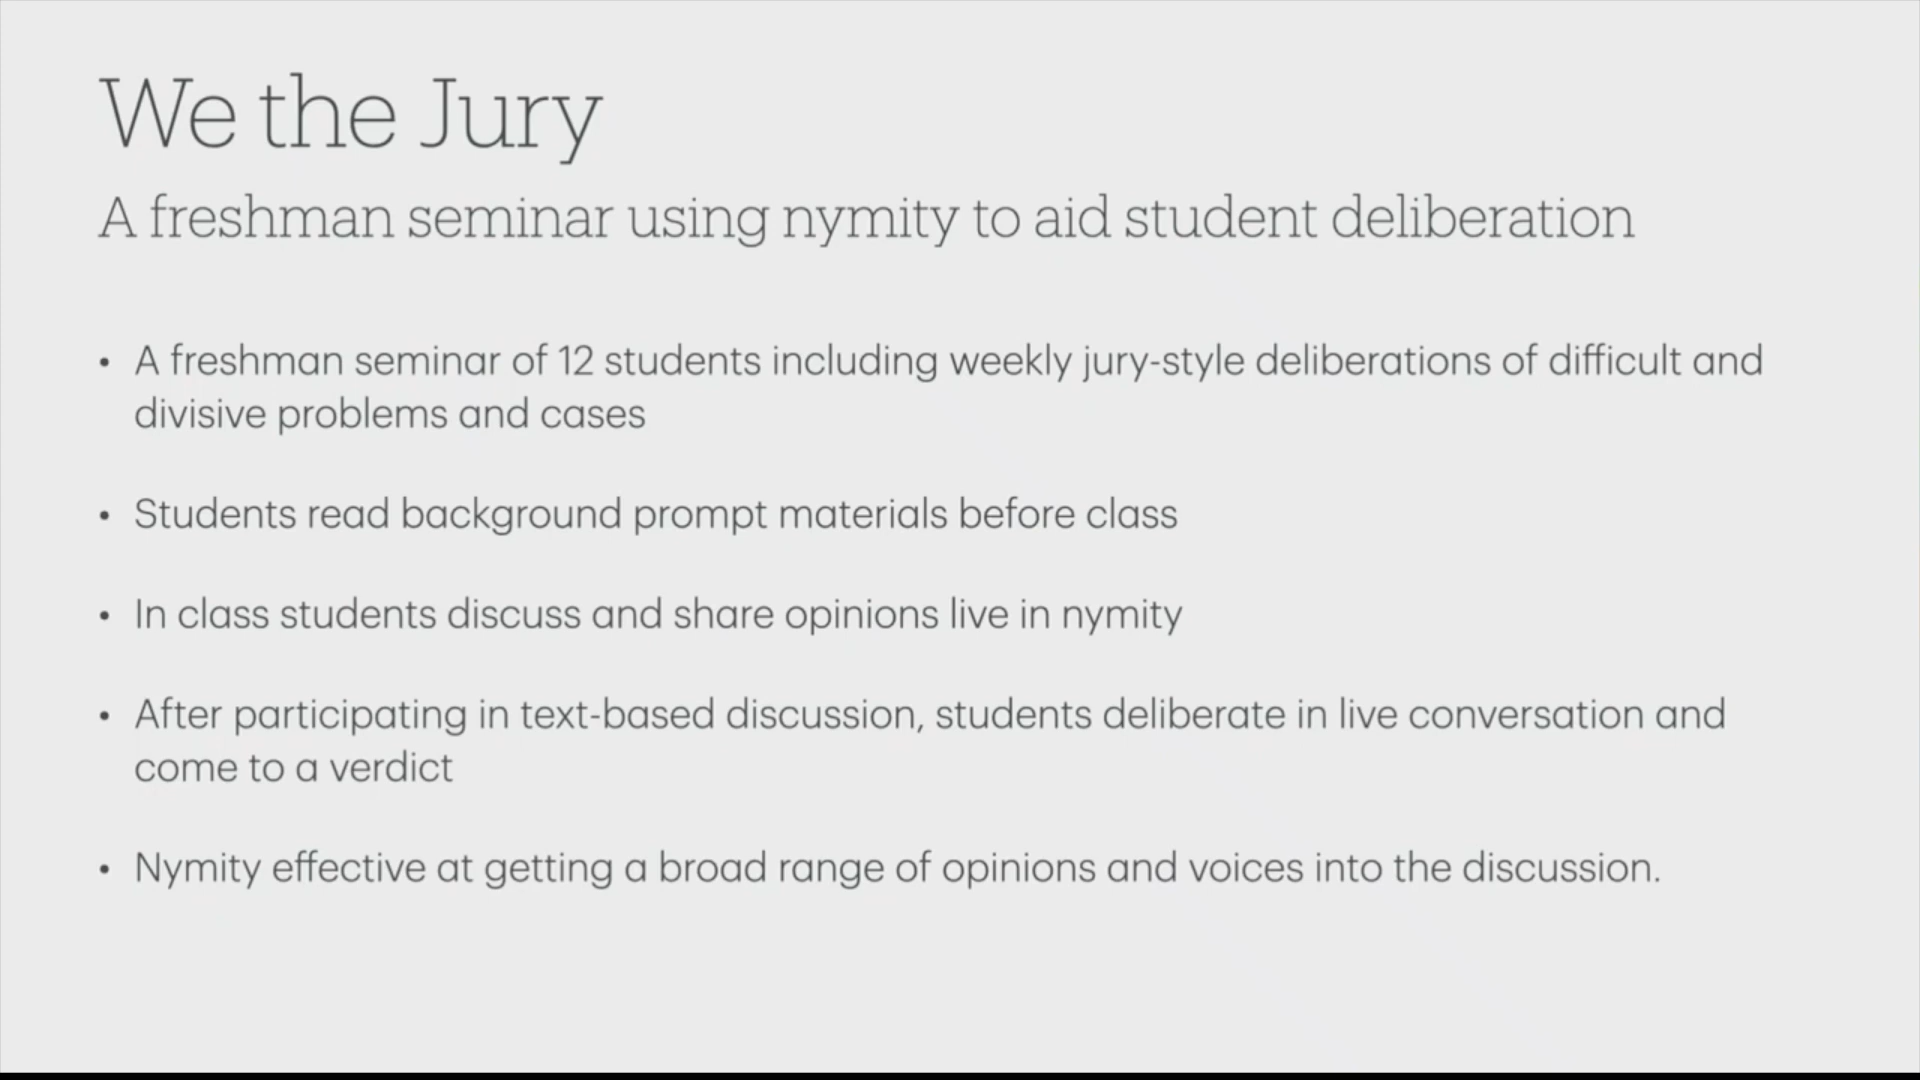 We the Jury
A freshman seminar using nymity to aid student deliberation
• A freshman seminar of 12 students including weekly jury-style deliberations of difficult and
divisive problems and cases
• Students read background prompt materials before class
• In class students discuss and share opinions live in nymity
• After participating in text-based discussion, students deliberate in live conversation and
come to a verdict
• Nymity effective at getting a broad range of opinions and voices into the discussion.